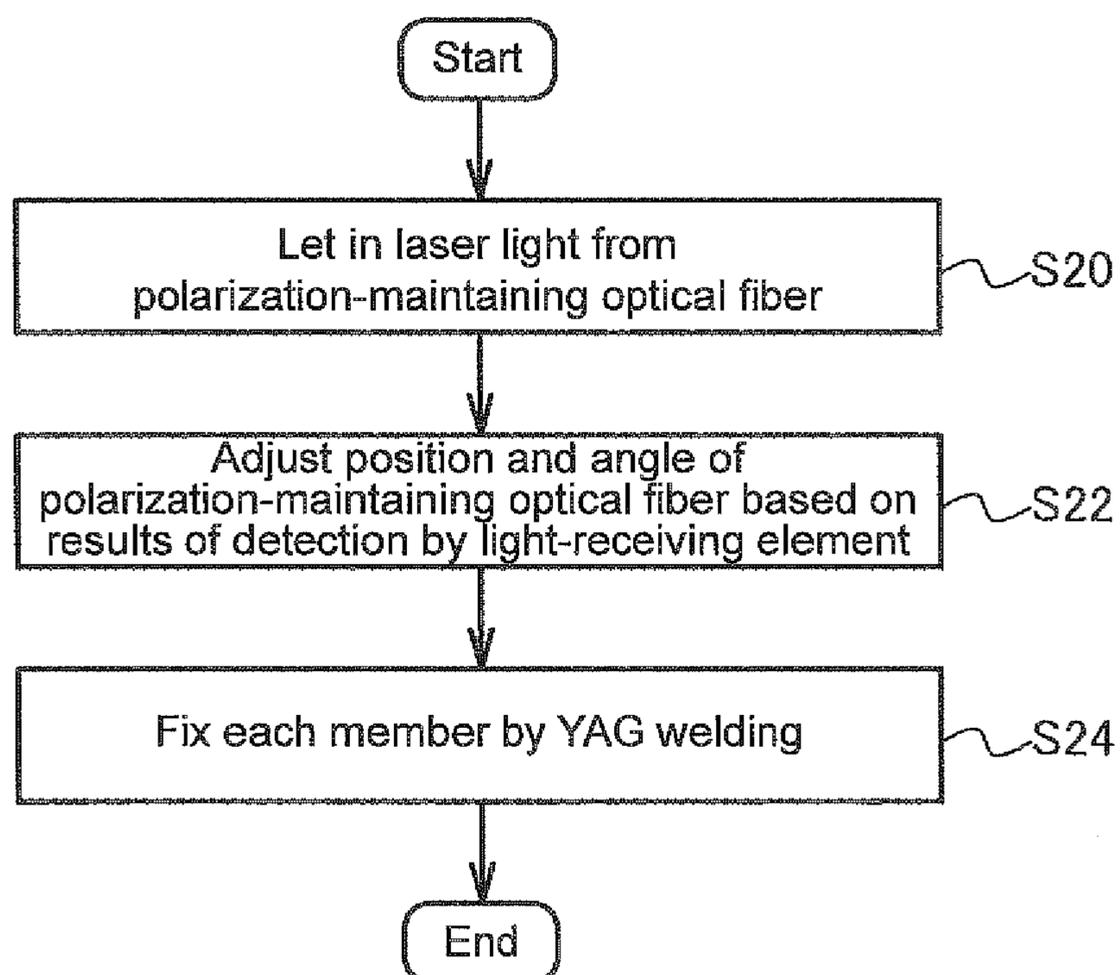 Start
Let in laser light from
polarization-maintaining optical fiber
S20
Adjust position and angle of
polarization-maintaining optical fiber based on
results of detection by light-receiving element
S22
Fix each member by YAG welding
S24
End